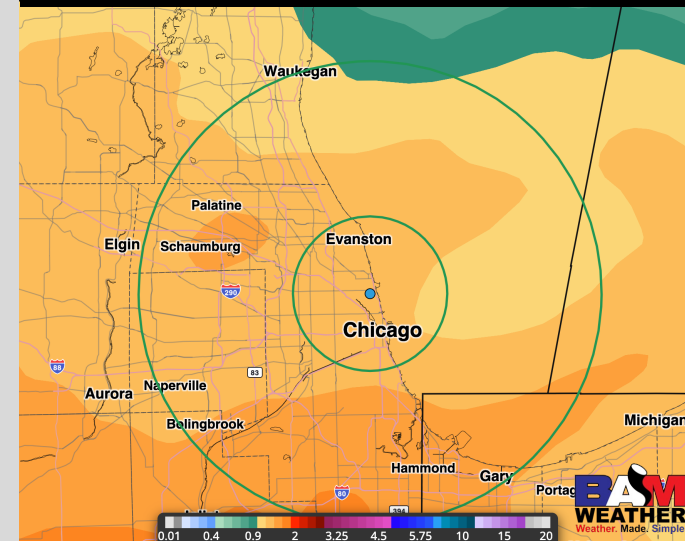 Waukegan
Palatine
Elgin
Schaumburg
Evanston
290
Chicago
88
83
Naperville
Aurora
Bolingbrook
Michigan
Hammond
Gary
80
Portag
394
BAM
WEATHER
Weather. Made. Simple
0.01 0.4 0.9 2 3.25 4.5 5.75 10 15 20